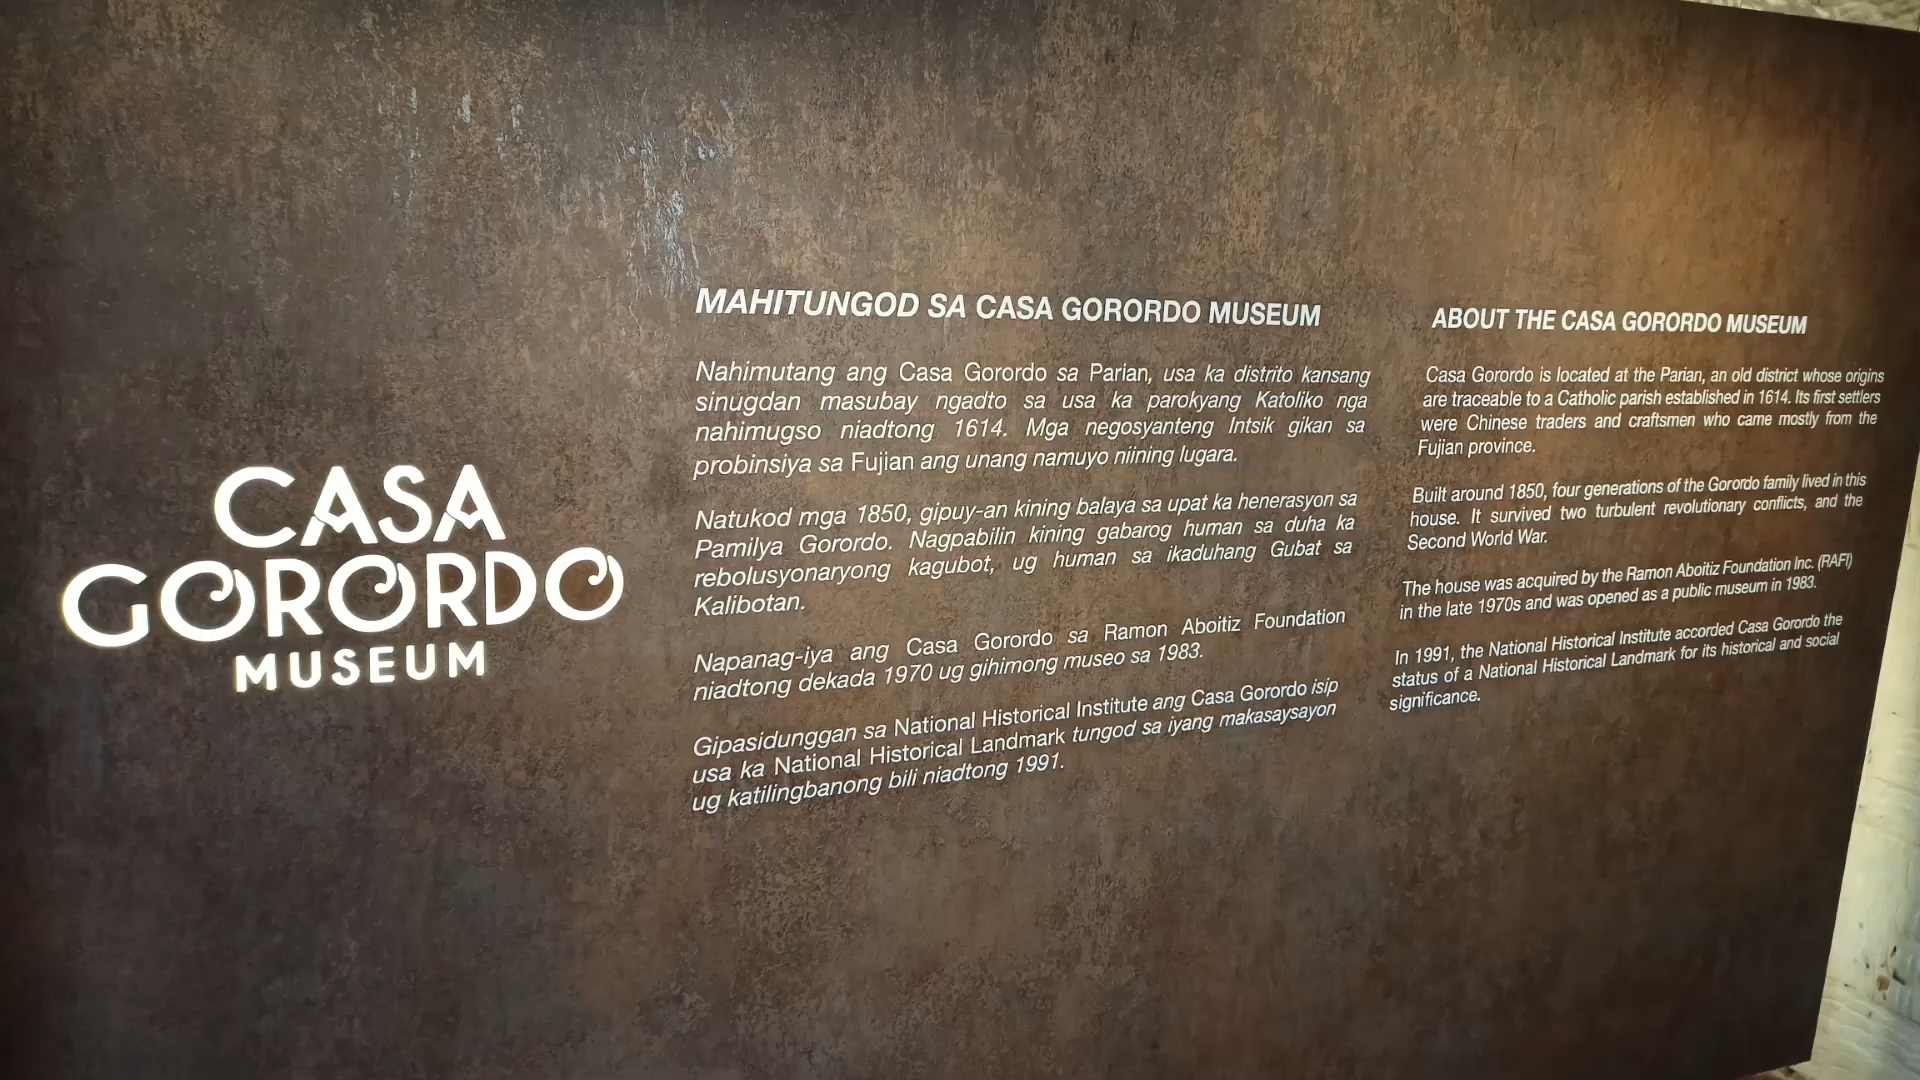 CASA
GORORDO
MUSEUM
MAHITUNGOD SA CASA GORORDO MUSEUM
Nahimutang ang Casa Gorordo sa Parian, usa ka distrito kansang
sinugdan masubay ngadto sa usa ka parokyang Katoliko nga
nahimugso niadtong 1614. Mga negosyanteng Intsik gikan sa
probinsiya sa Fujian ang unang namuyo niining lugara.
Natukod mga 1850, gipuy-an kining balaya sa upat ka henerasyon sa
Pamilya Gorordo. Nagpabilin kining gabarog human sa duha ka
rebolusyonaryong kagubot, ug human sa ikaduhang Gubat sa
Kalibotan.
Napanag-iya ang Casa Gorordo sa Ramon Aboitiz Foundation
niadtong dekada 1970 ug gihimong museo sa 1983.
Gipasidunggan sa National Historical Institute ang Casa Gorordo isip
usa ka National Historical Landmark tungod sa iyang makasaysayon
ug katilingbanong bili niadtong 1991.
ABOUT THE CASA GORORDO MUSEUM
Casa Gorordo is located at the Parian, an old district whose origins
are traceable to a Catholic parish established in 1614. Its first settlers
were Chinese traders and craftsmen who came mostly from the
Fujian province.
Built around 1850, four generations of the Gorordo family lived in this
house. It survived two turbulent revolutionary conflicts, and the
Second World War.
The house was acquired by the Ramon Aboitiz Foundation Inc. (RAFI)
in the late 1970s and was opened as a public museum in 1983.
In 1991, the National Historical Institute accorded Casa Gorordo the
status of a National Historical Landmark for its historical and social
significance.